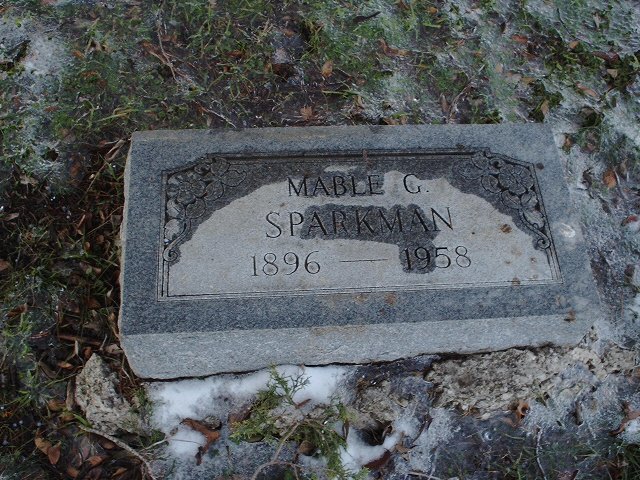 MABLE G.
SPARKMAN
1896 — 1958